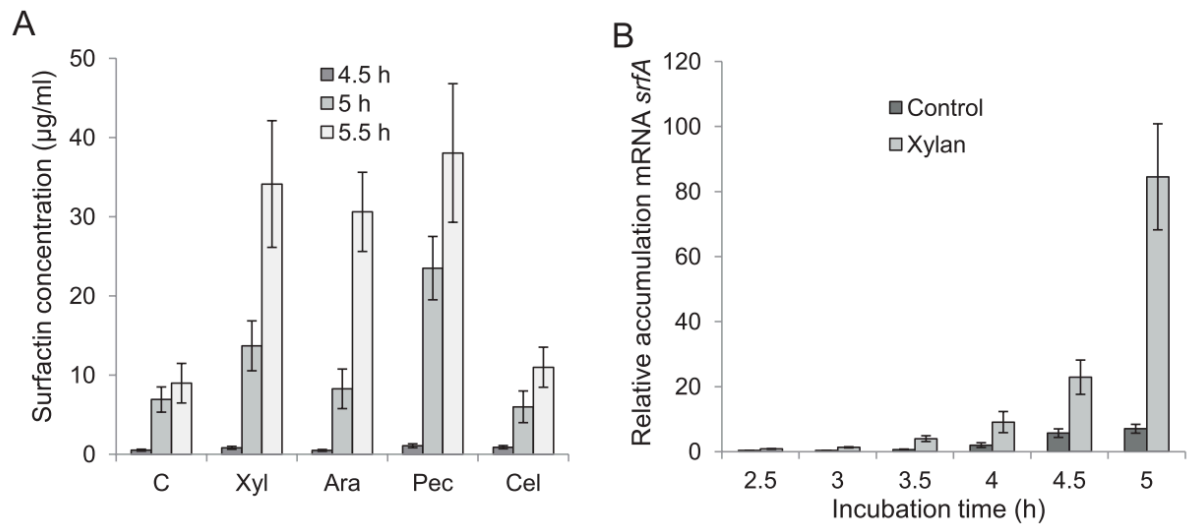 A
Surfactin concentration (µg/ml)
50
40
30
20
10
0
4.5 h
5 h
5.5 h
C Xyl Ara Pec Cel
B
Relative accumulation mRNA srfA
120
100
80
60
40
20
0
Control
Xylan
2.5 3 3.5 4 4.5 5
Incubation time (h)